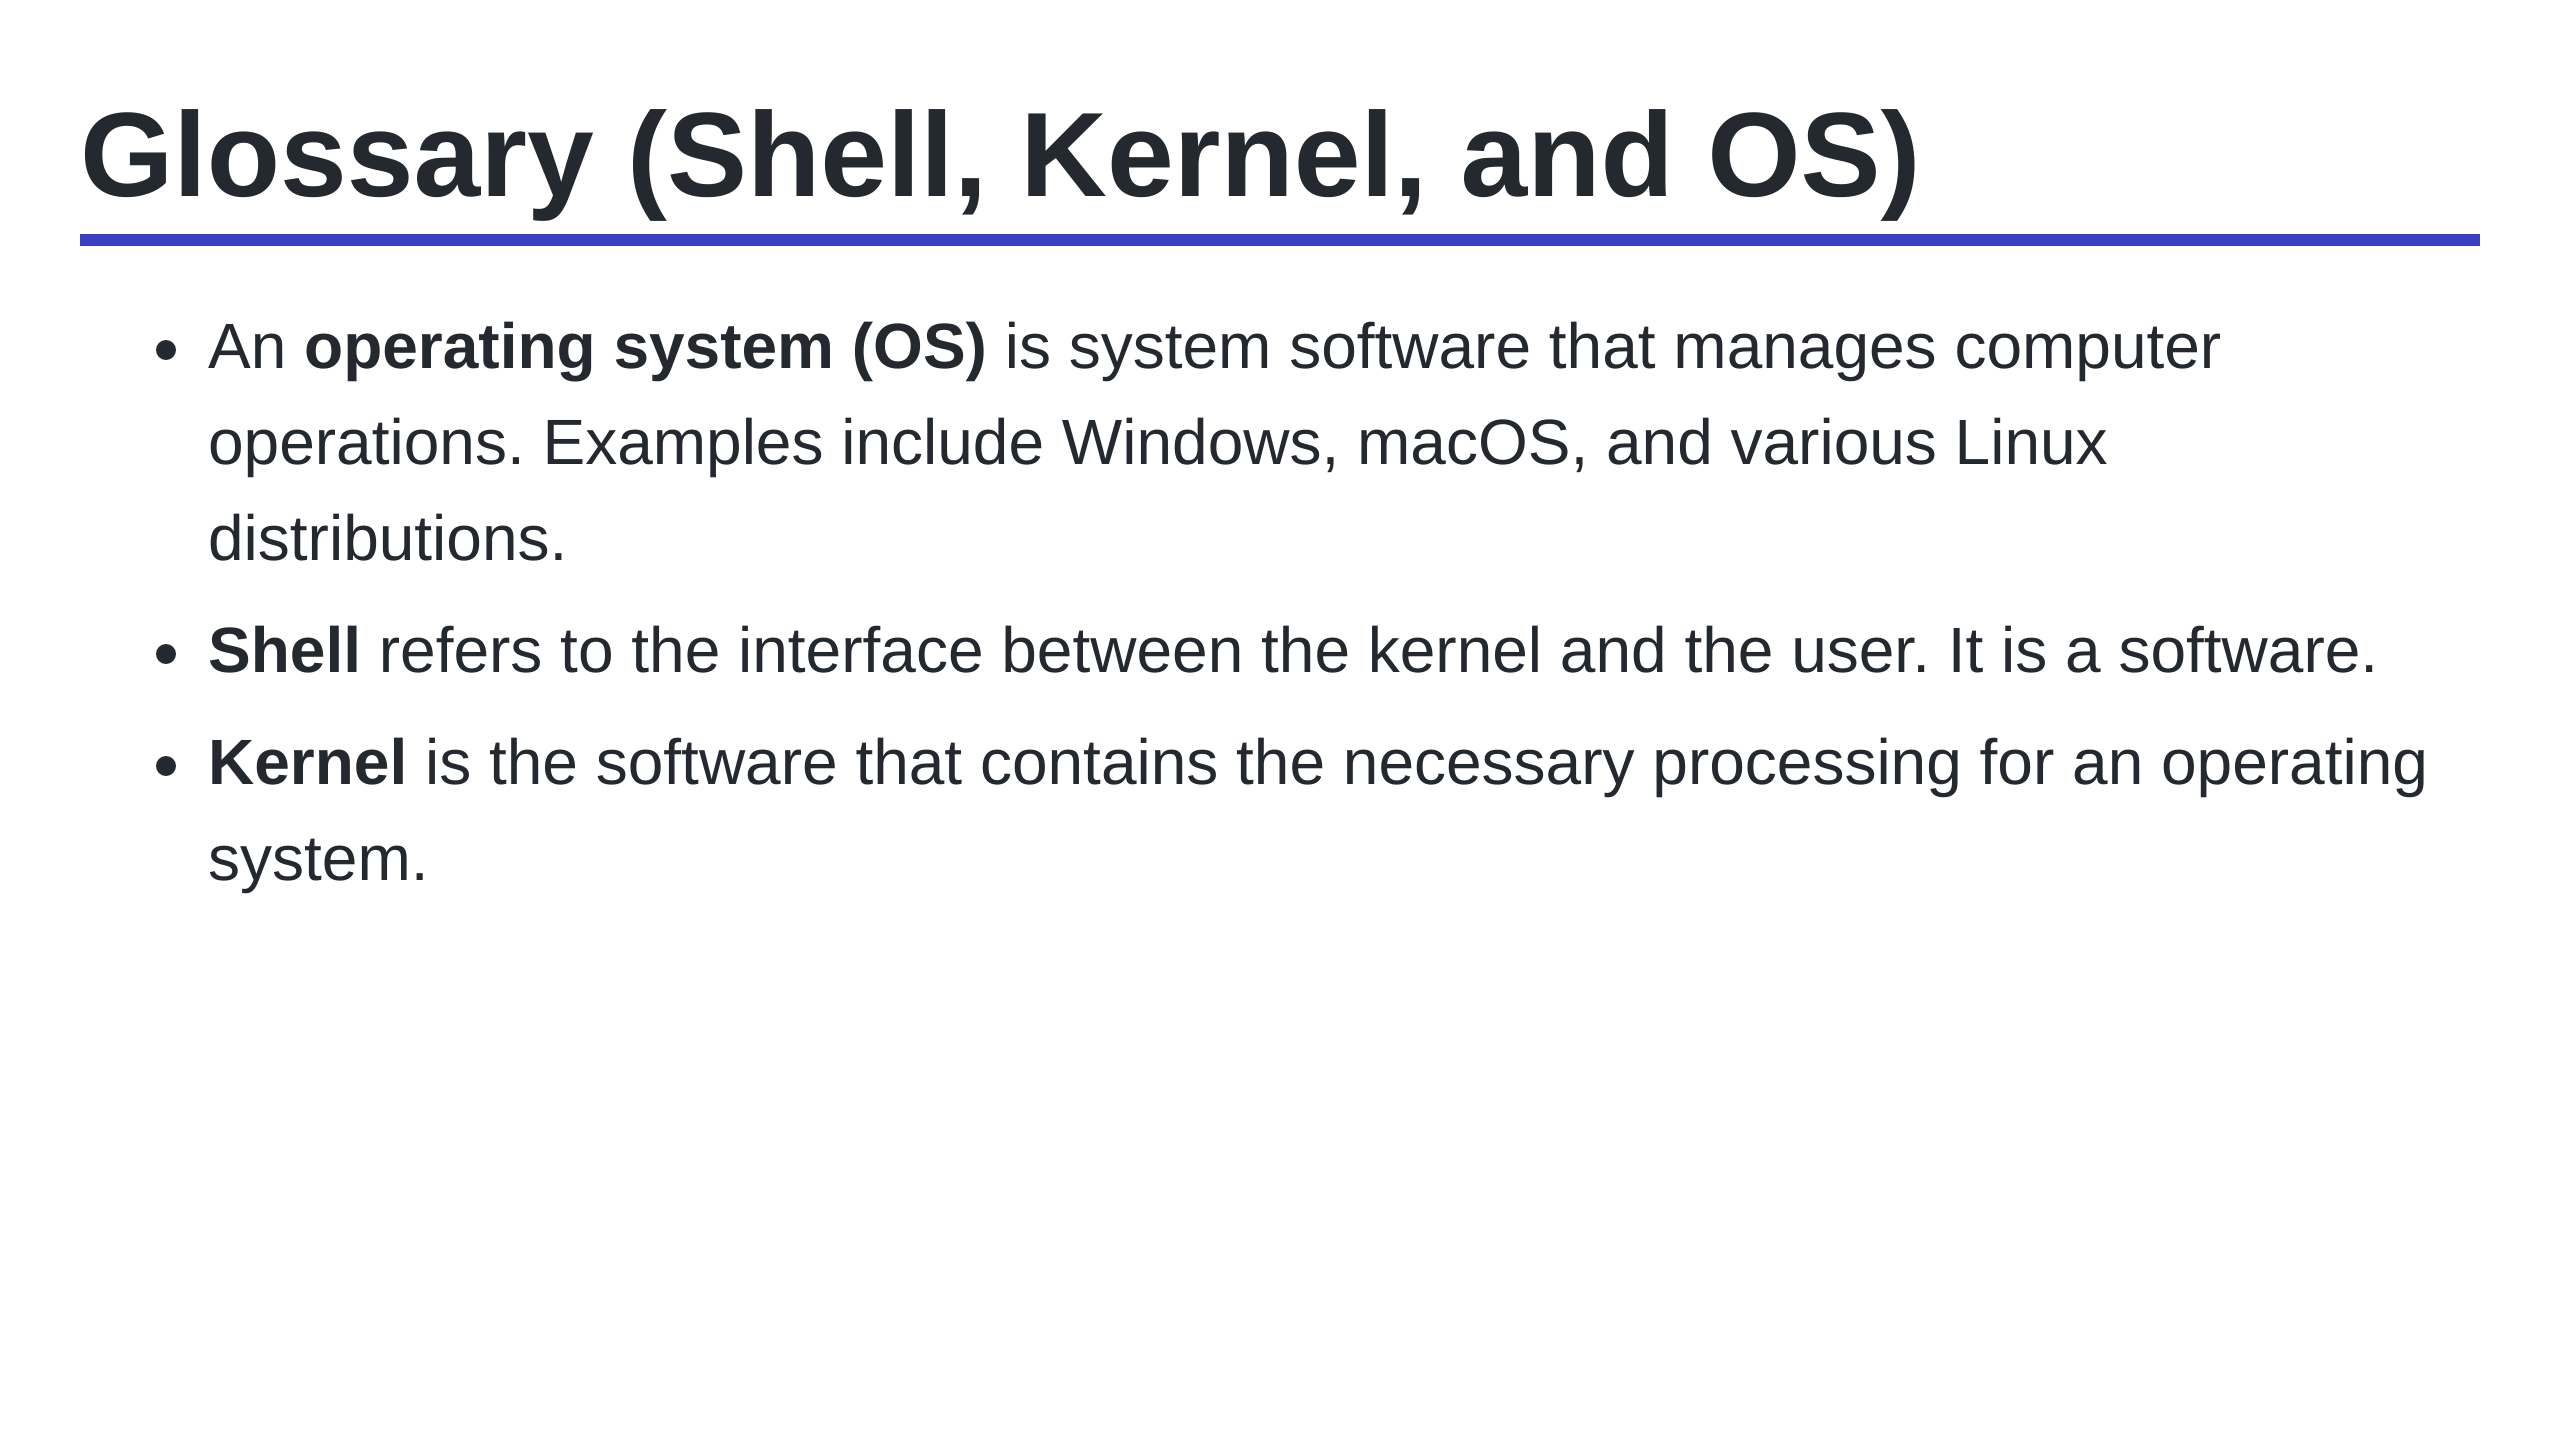 Glossary (Shell, Kernel, and OS)
• An operating system (OS) is system software that manages computer
operations. Examples include Windows, macOS, and various Linux
distributions.
• Shell refers to the interface between the kernel and the user. It is a software.
• Kernel is the software that contains the necessary processing for an operating
system.